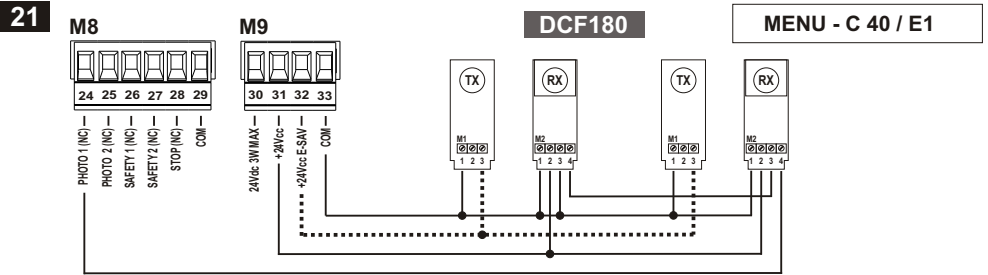 21
M8
M9
DCF180
MENU - C 40 / E1
24 25 26 27 28 29
30 31 32 33
PHOTO 1 (NC)
PHOTO 2 (NC)
SAFETY 1 (NC)
SAFETY 2 (NC)
STOP (NC)
COM
24Vdc 3W MAX
+24Vcc
+24Vcc E-SAV
COM
TX
M1
1 2 3
RX
M2
1 2 3 4
TX
M1
1 2 3
RX
M2
1 2 3 4